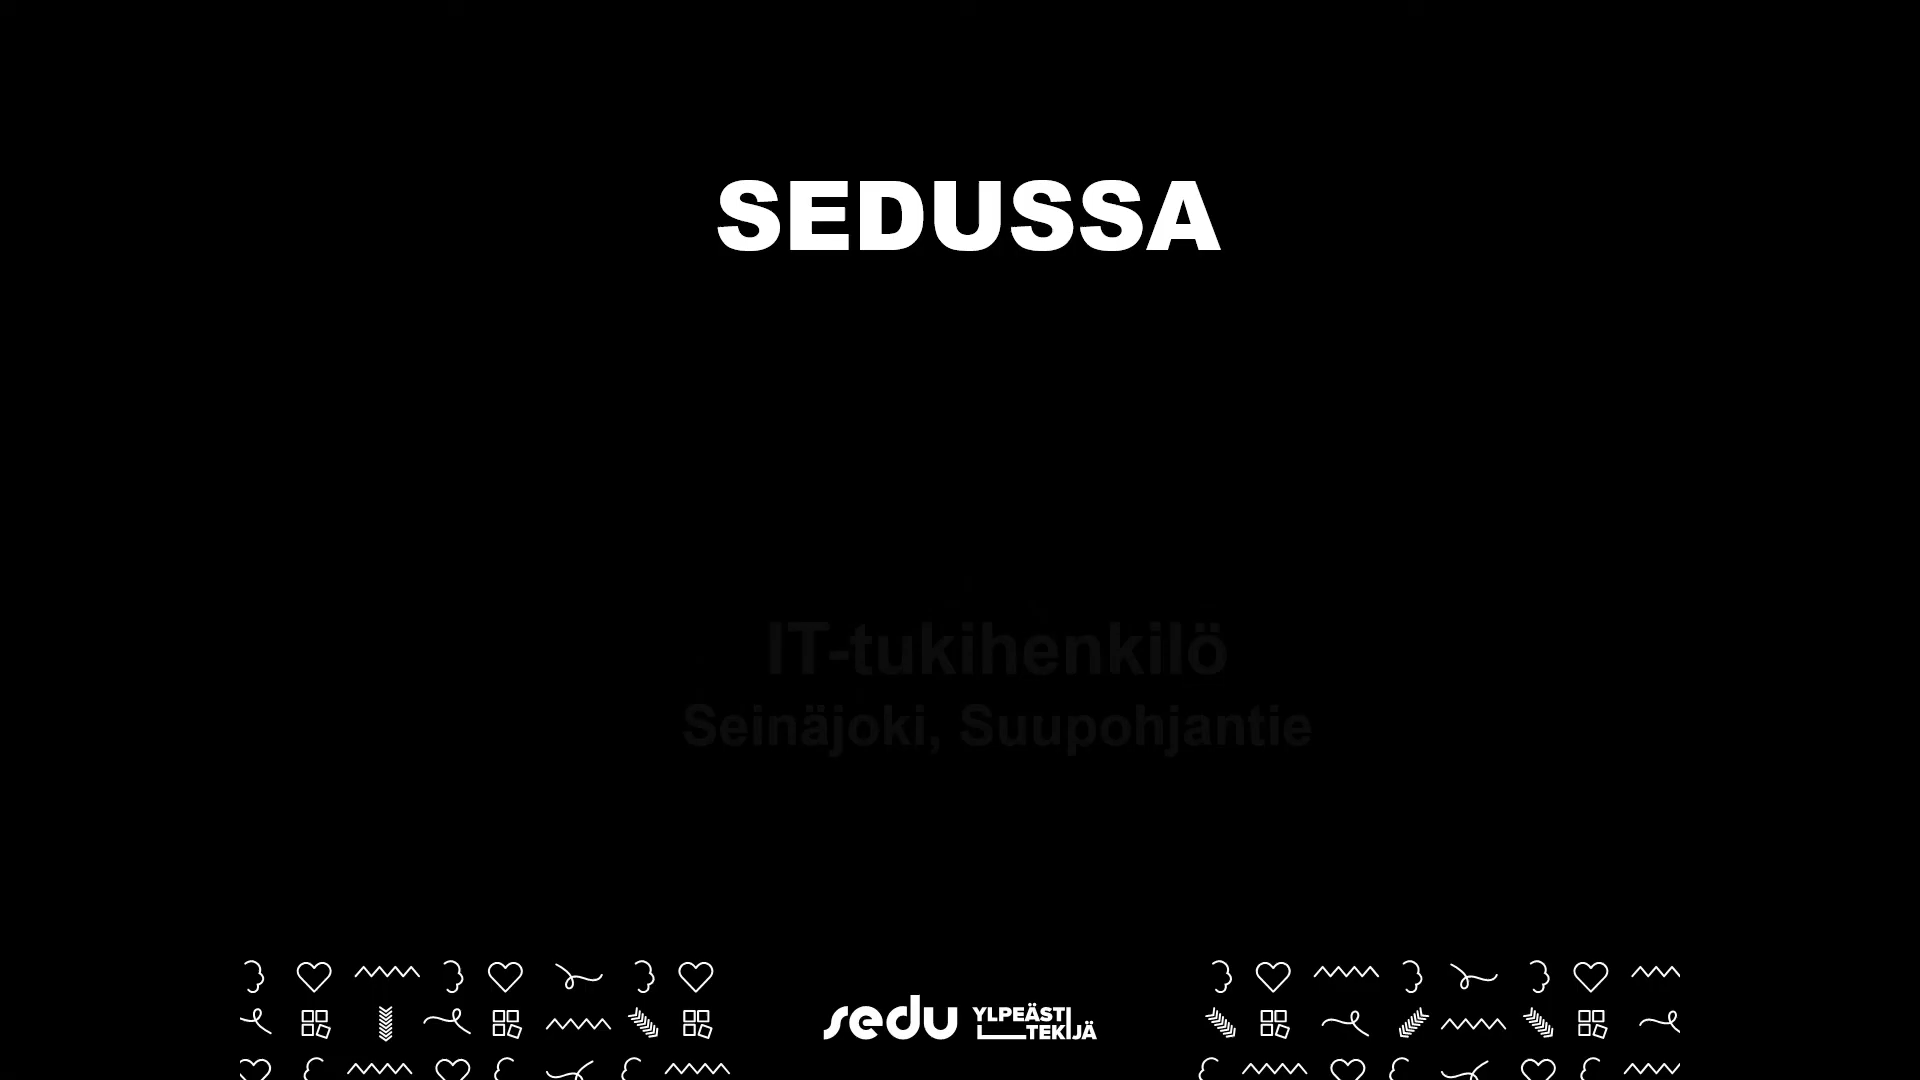 SEDUSSA
IT-tukihenkilö
Seinäjoki, Suupohjantie
sedu YLPEÄSTI
TEKIJÄ